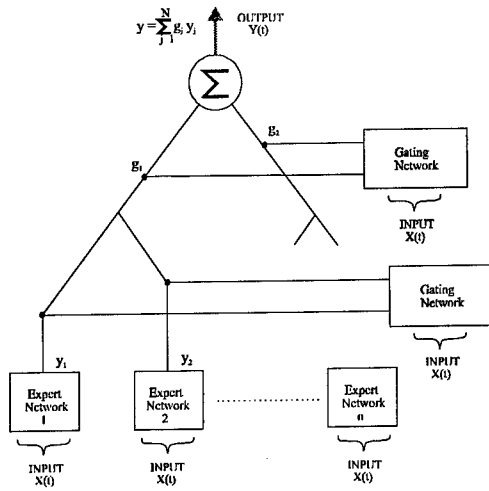 y = Σ g_j y_j
N
j=1
OUTPUT
Y(t)
Σ
g₁
g₂
Gating
Network
INPUT
X(t)
Gating
Network
INPUT
X(t)
y₁
y₂
Expert
Network
1
Expert
Network
2
Expert
Network
n
INPUT
X(t)
INPUT
X(t)
INPUT
X(t)